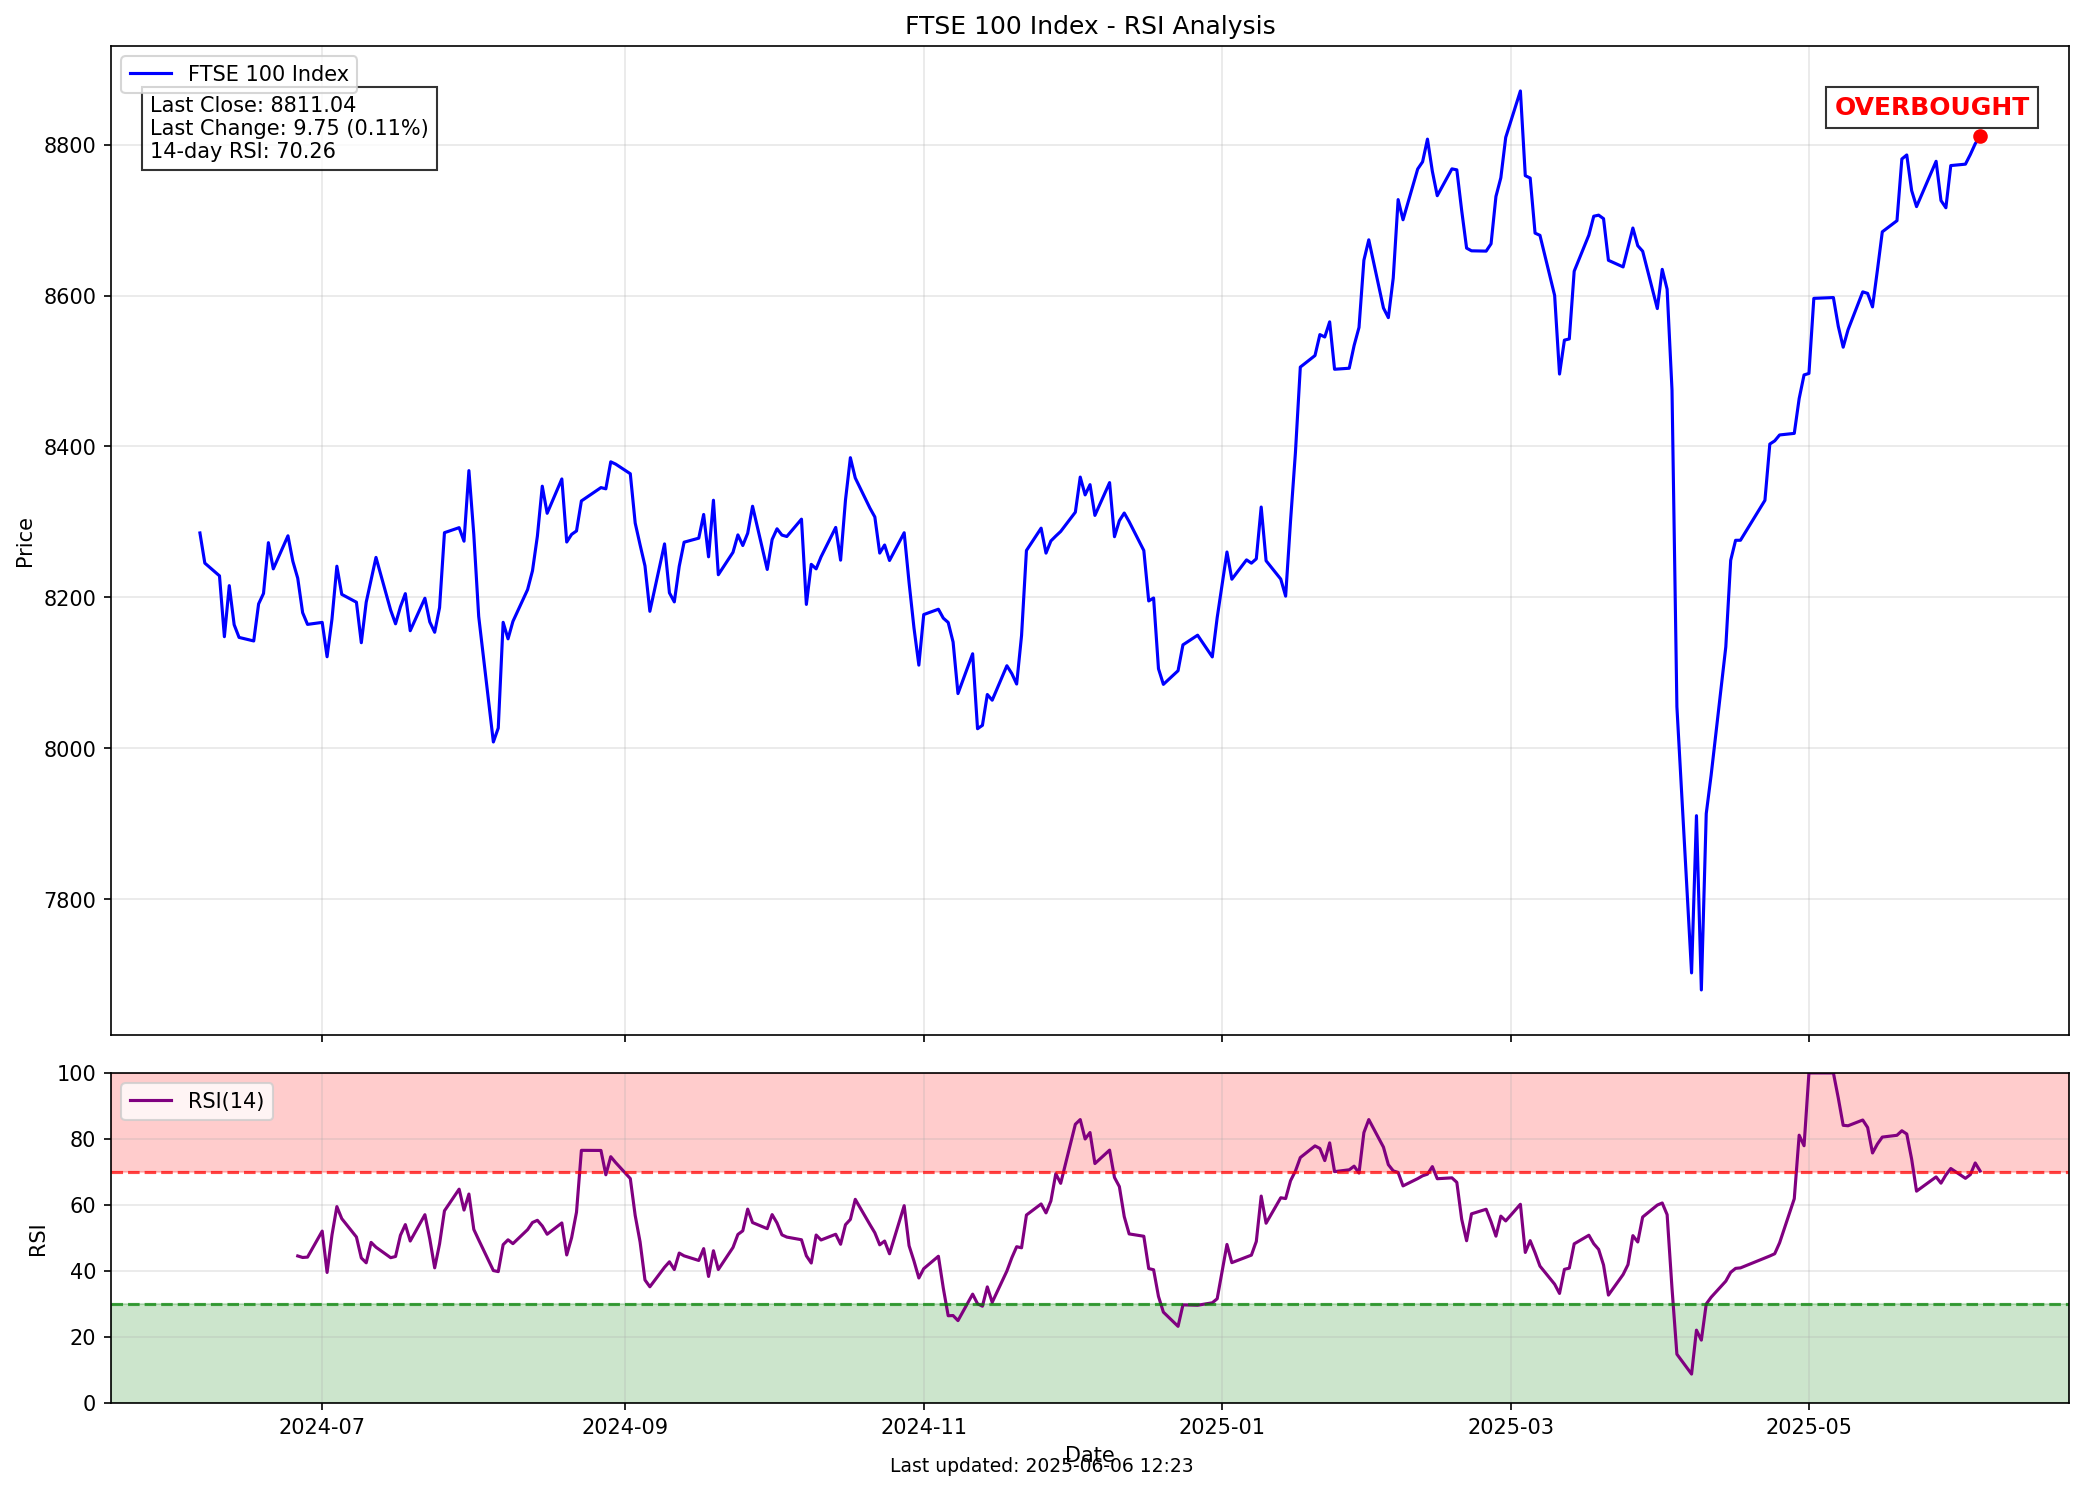 FTSE 100 Index - RSI Analysis
FTSE 100 Index
Last Close: 8811.04
Last Change: 9.75 (0.11%)
14-day RSI: 70.26
OVERBOUGHT
Price
8800
8600
8400
8200
8000
7800
RSI(14)
RSI
100
80
60
40
20
0
2024-07 2024-09 2024-11 2025-01 2025-03 2025-05
Date
Last updated: 2025-06-06 12:23